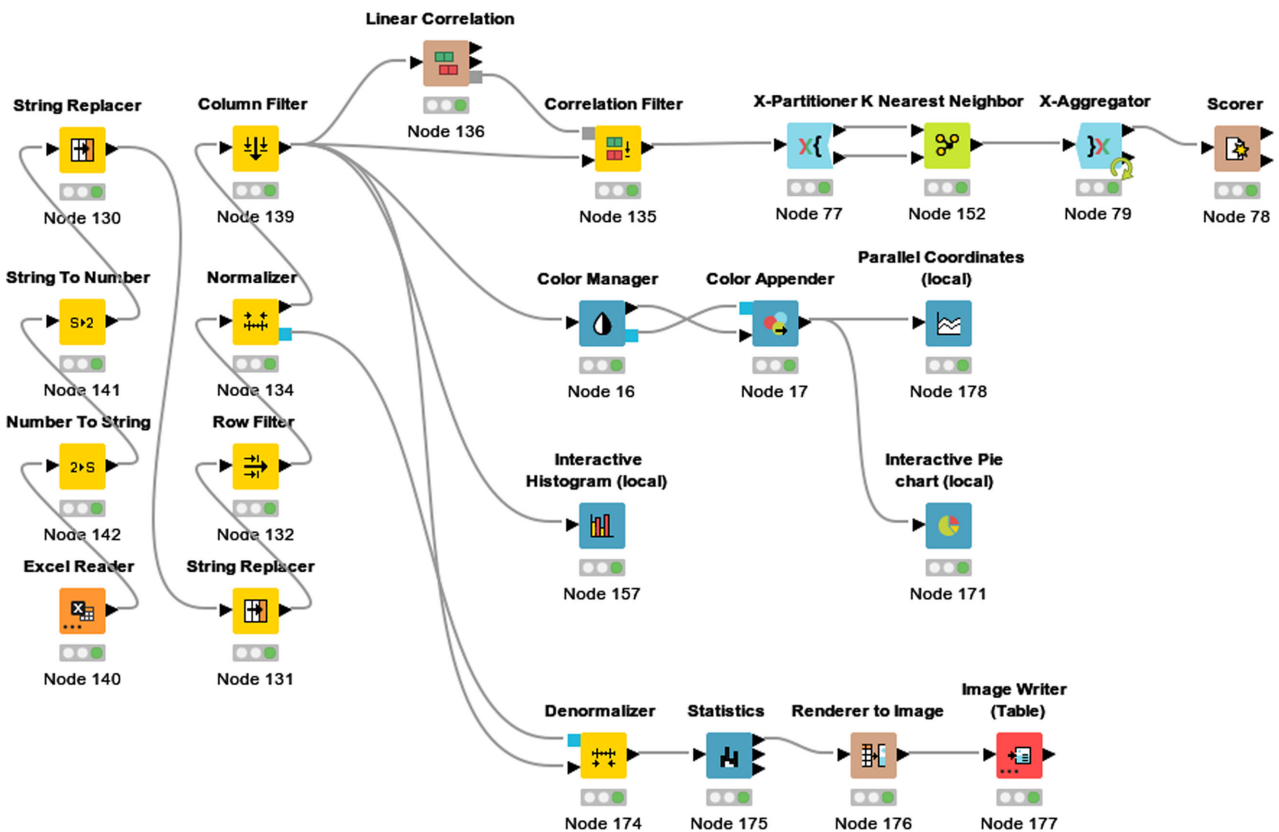 Linear Correlation
Node 136
String Replacer
Node 130
Column Filter
Node 139
Correlation Filter
Node 135
X-Partitioner
X{
Node 77
K Nearest Neighbor
Node 152
X-Aggregator
}X
Node 79
Scorer
Node 78
String To Number
S▸2
Node 141
Normalizer
Node 134
Color Manager
Node 16
Color Appender
Node 17
Parallel Coordinates
(local)
Node 178
Number To String
2▸S
Node 142
Row Filter
Node 132
Interactive
Histogram (local)
Node 157
Interactive Pie
chart (local)
Node 171
Excel Reader
X
Node 140
String Replacer
Node 131
Denormalizer
Node 174
Statistics
Node 175
Renderer to Image
Node 176
Image Writer
(Table)
Node 177